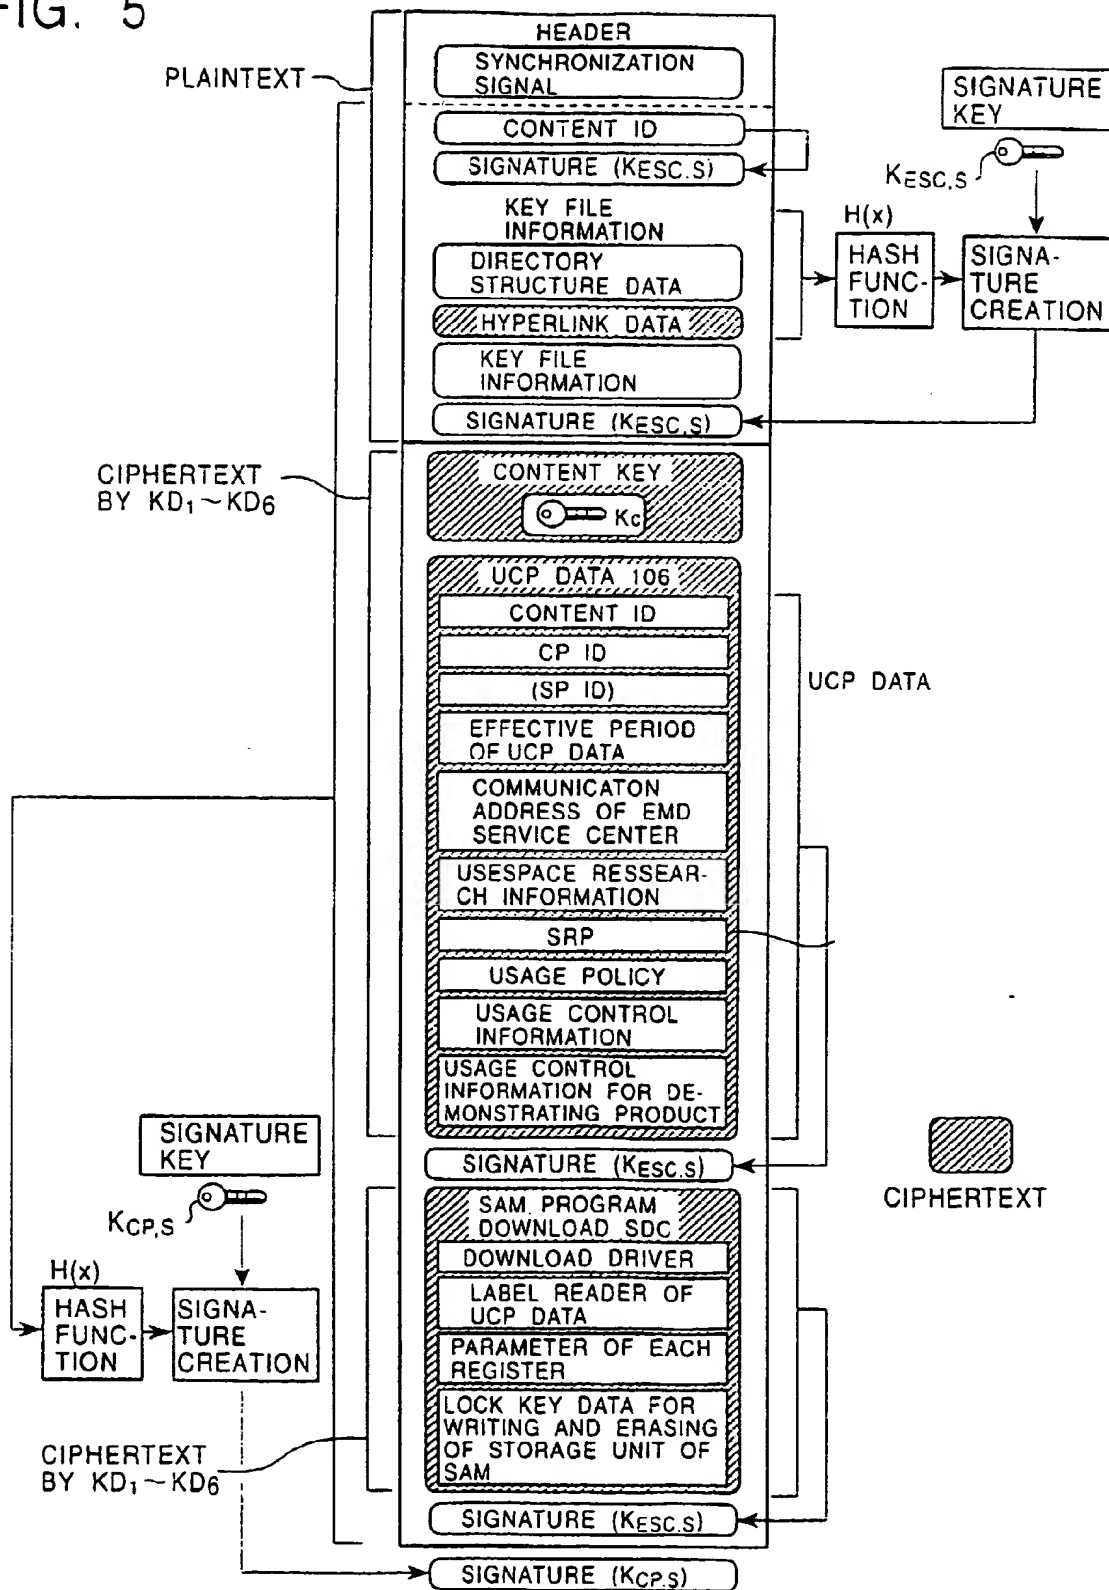 FIG. 5
HEADER
SYNCHRONIZATION
SIGNAL
PLAINTEXT
CONTENT ID
SIGNATURE (KESC.S)
KEY FILE
INFORMATION
DIRECTORY
STRUCTURE DATA
HYPERLINK DATA
KEY FILE
INFORMATION
SIGNATURE (KESC,S)
SIGNATURE
KEY
KESC,S
H(x)
HASH
FUNC-
TION
SIGNA-
TURE
CREATION
CIPHERTEXT
BY KD1~KD6
CONTENT KEY
Kc
UCP DATA 106
CONTENT ID
CP ID
(SP ID)
EFFECTIVE PERIOD
OF UCP DATA
COMMUNICATON
ADDRESS OF EMD
SERVICE CENTER
USESPACE RESSEAR-
CH INFORMATION
SRP
USAGE POLICY
USAGE CONTROL
INFORMATION
USAGE CONTROL
INFORMATION FOR DE-
MONSTRATING PRODUCT
UCP DATA
SIGNATURE (KESC.S)
CIPHERTEXT
SIGNATURE
KEY
KCP,S
H(x)
HASH
FUNC-
TION
SIGNA-
TURE
CREATION
SAM. PROGRAM
DOWNLOAD SDC
DOWNLOAD DRIVER
LABEL READER OF
UCP DATA
PARAMETER OF EACH
REGISTER
LOCK KEY DATA FOR
WRITING AND ERASING
OF STORAGE UNIT OF
SAM
CIPHERTEXT
BY KD1~KD6
SIGNATURE (KESC.S)
SIGNATURE (KCP.S)